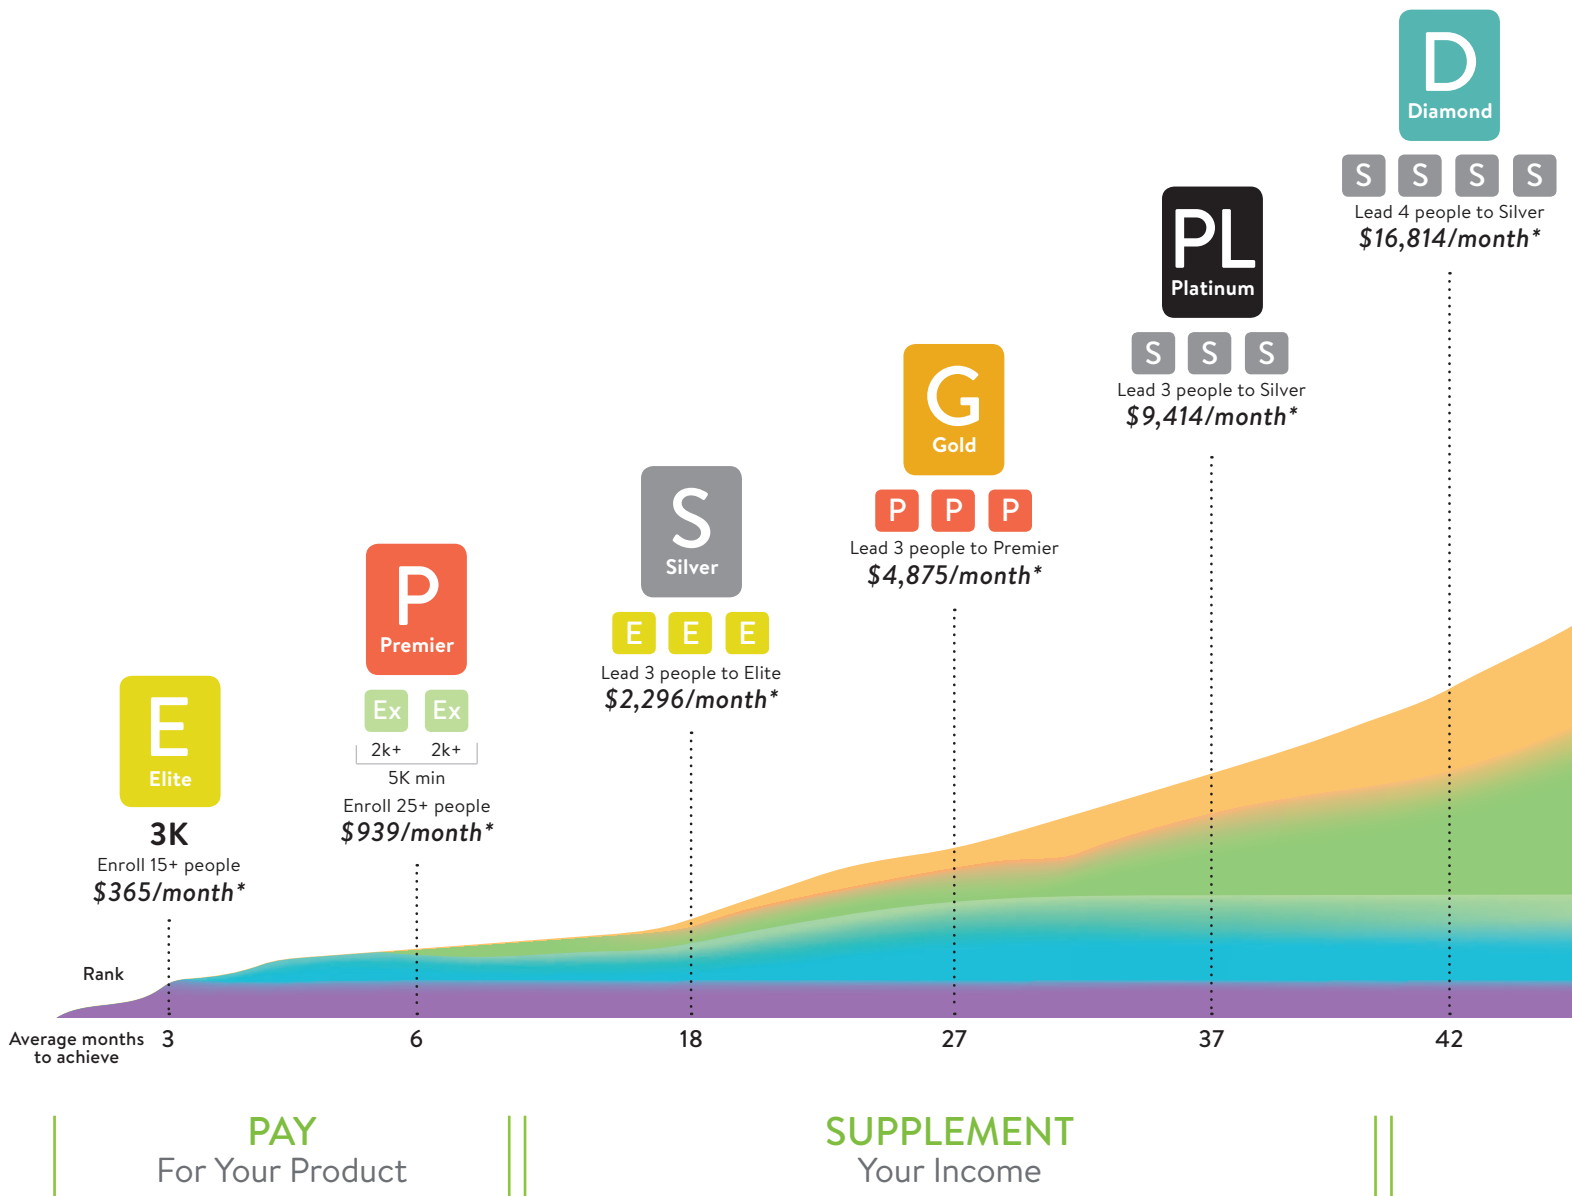 D
Diamond
S S S S
Lead 4 people to Silver
$16,814/month*
PL
Platinum
S S S
Lead 3 people to Silver
$9,414/month*
G
Gold
P P P
Lead 3 people to Premier
$4,875/month*
S
Silver
E E E
Lead 3 people to Elite
$2,296/month*
P
Premier
Ex Ex
2k+ 2k+
5K min
Enroll 25+ people
$939/month*
E
Elite
3K
Enroll 15+ people
$365/month*
Rank
Average months
to achieve
3 6 18 27 37 42
PAY
For Your Product
SUPPLEMENT
Your Income